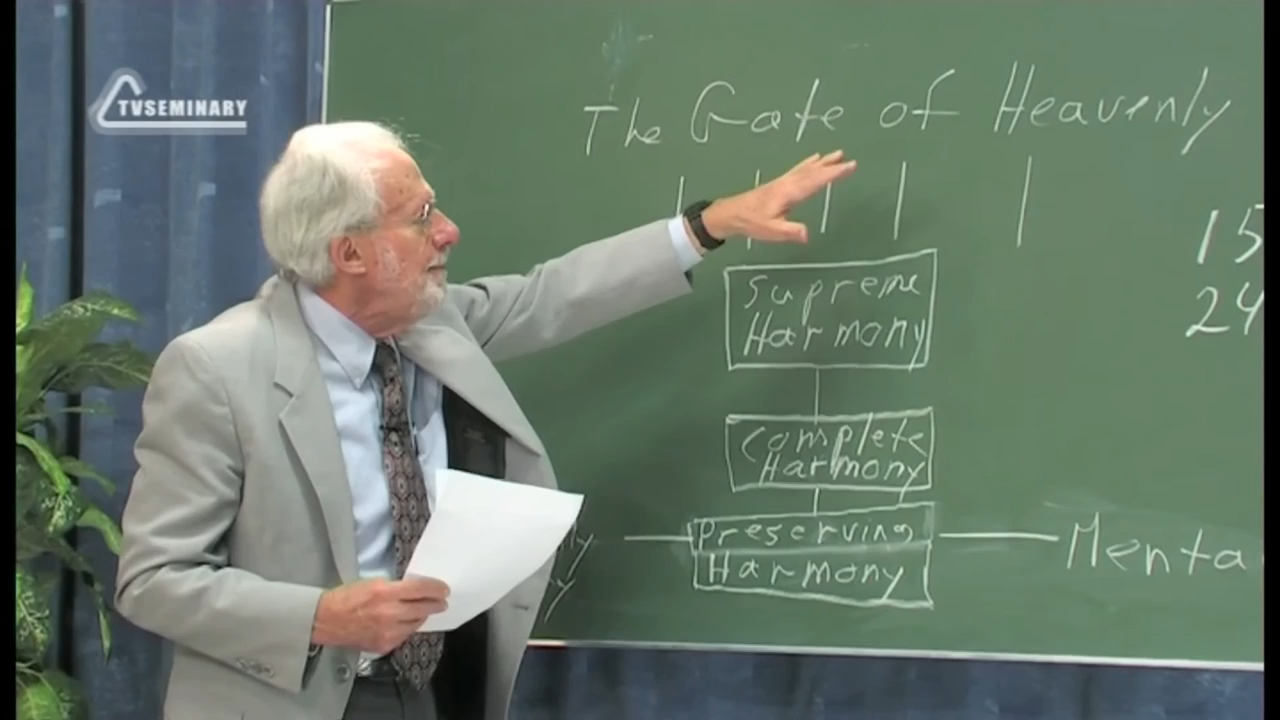 TVSEMINARY
The Gate of Heavenly
15
24
Supreme
Harmony
Complete
Harmony
Preserving
Harmony
Menta